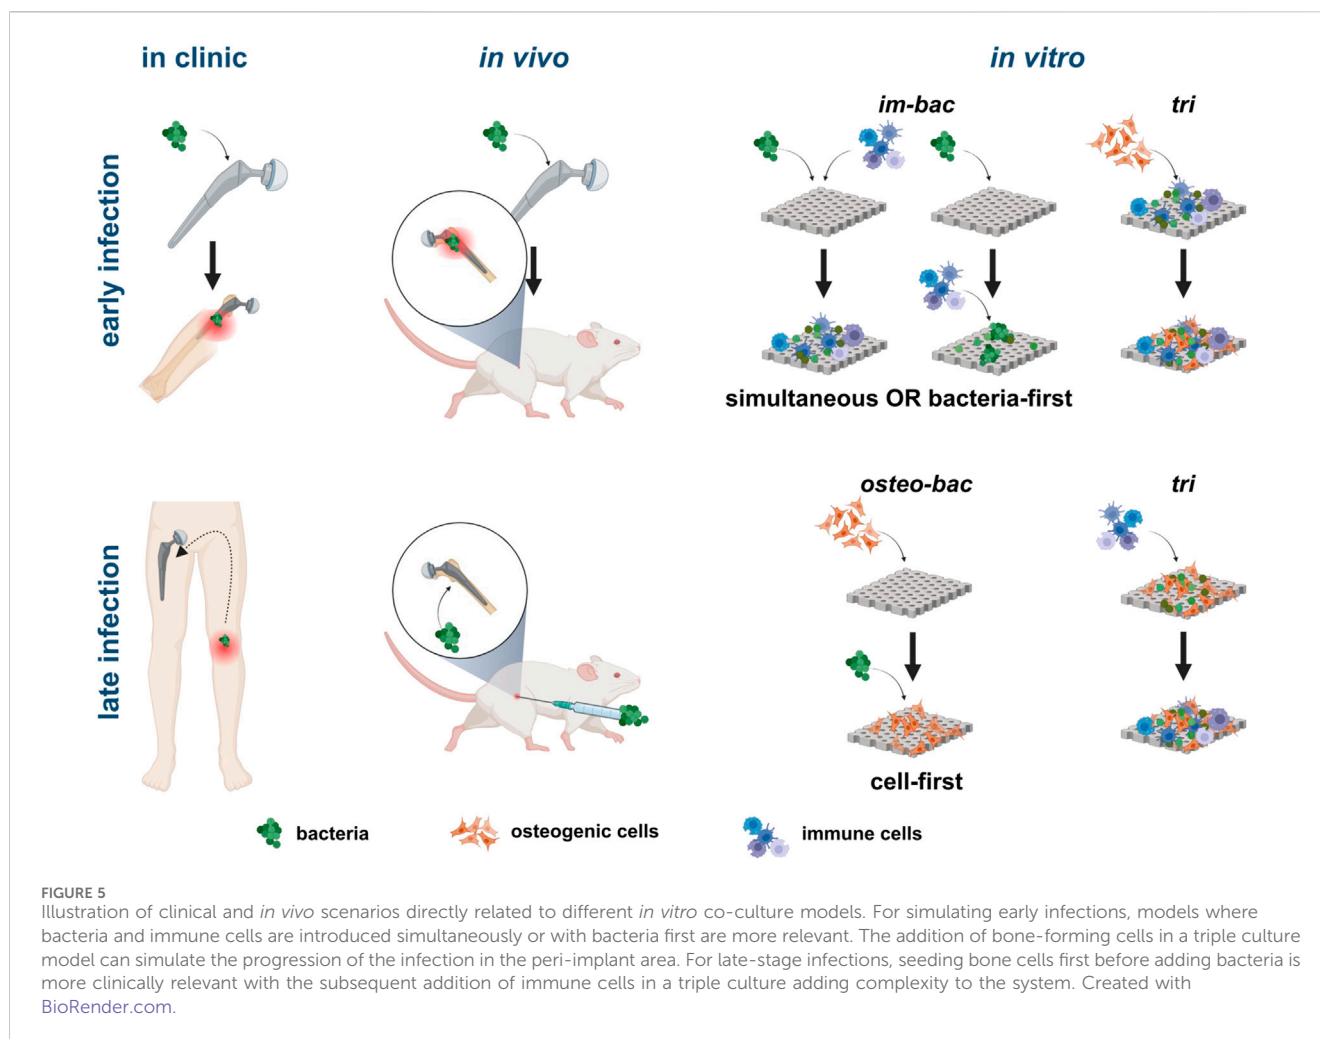 in clinic
in vivo
in vitro
early infection
im-bac
tri
simultaneous OR bacteria-first
late infection
osteo-bac
tri
cell-first
bacteria
osteogenic cells
immune cells
FIGURE 5
Illustration of clinical and in vivo scenarios directly related to different in vitro co-culture models. For simulating early infections, models where
bacteria and immune cells are introduced simultaneously or with bacteria first are more relevant. The addition of bone-forming cells in a triple culture
model can simulate the progression of the infection in the peri-implant area. For late-stage infections, seeding bone cells first before adding bacteria is
more clinically relevant with the subsequent addition of immune cells in a triple culture adding complexity to the system. Created with
BioRender.com.